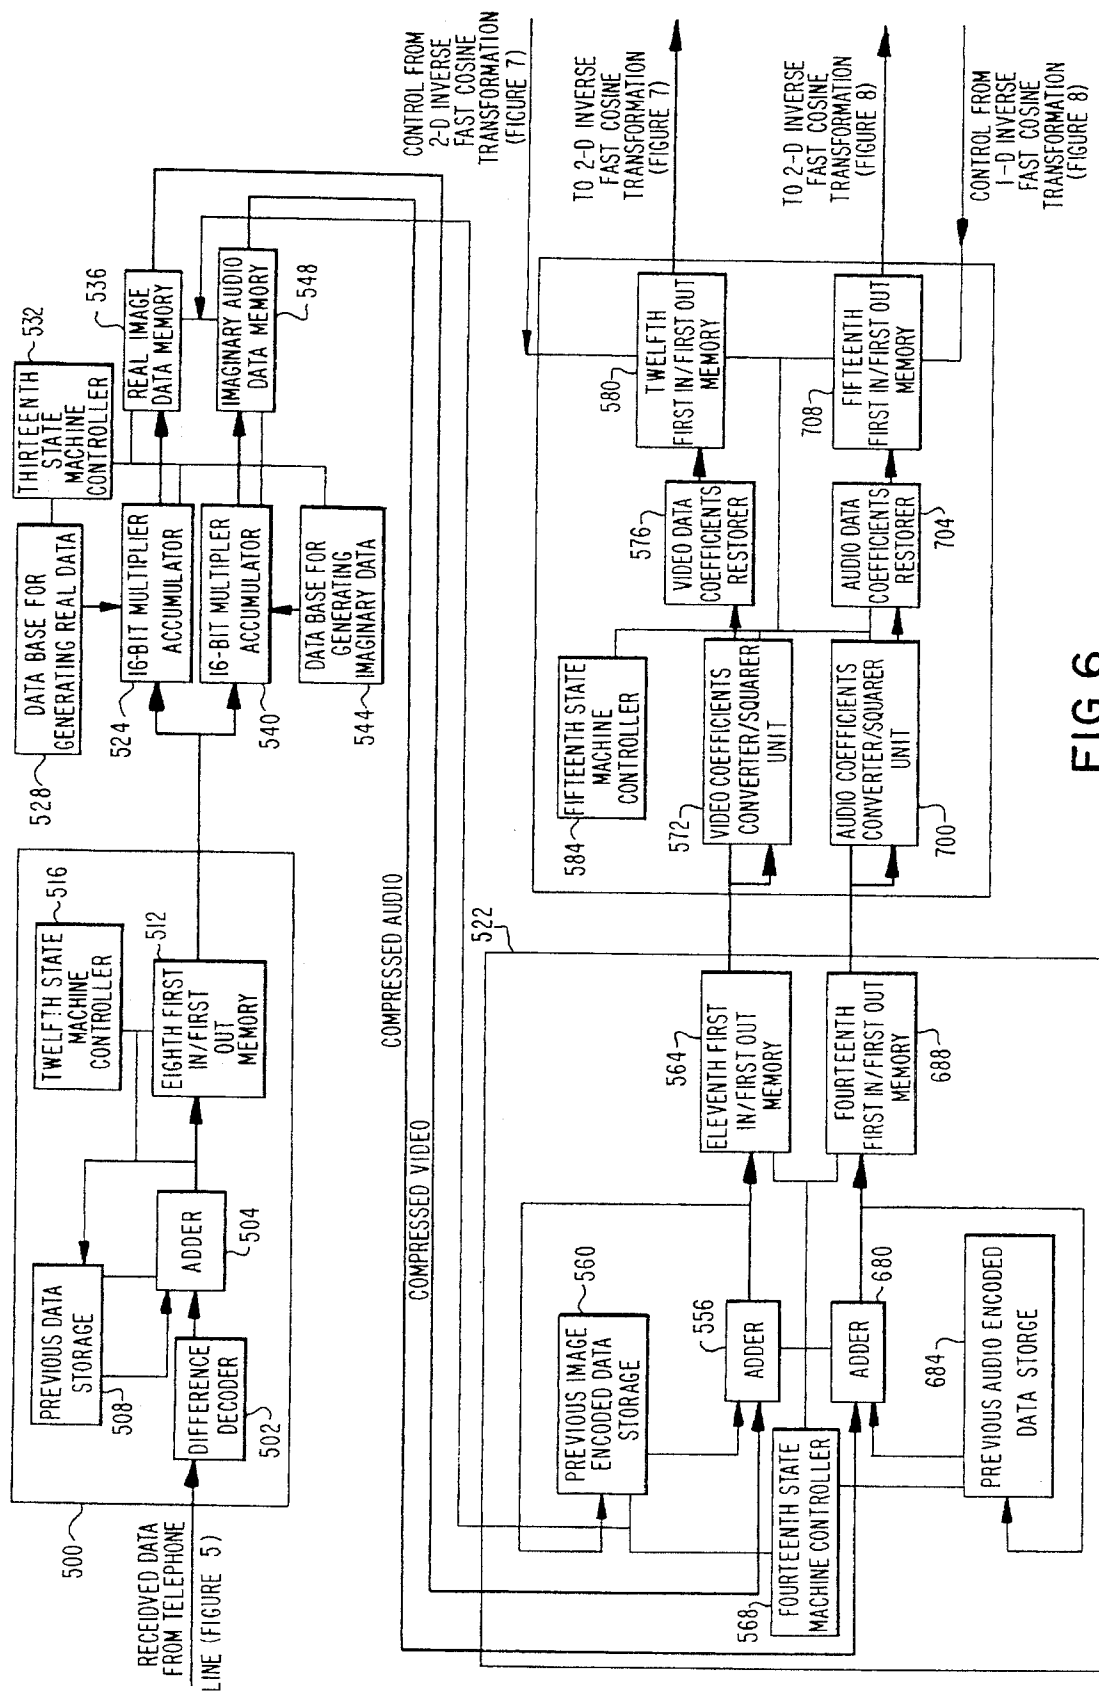 RECEIDVED DATA
FROM TELEPHONE
LINE (FIGURE 5)
500
PREVIOUS DATA
STORAGE
508
DIFFERENCE
DECODER
502
ADDER
504
TWELFTH STATE
MACHINE
CONTROLLER
516
EIGHTH FIRST
IN/FIRST
OUT
MEMORY
512
DATA BASE FOR
GENERATING REAL DATA
528
16-BIT MULTIPLIER
ACCUMULATOR
524
16-BIT MULTIPLER
ACCUMULATOR
540
DATA BASE FOR
GENERATING
IMAGINARY DATA
544
THIRTEENTH
STATE
MACHINE
CONTROLLER
532
REAL IMAGE
DATA MEMORY
536
IMAGINARY AUDIO
DATA MEMORY
548
COMPRESSED AUDIO
COMPRESSED VIDEO
522
PREVIOUS IMAGE
ENCODED DATA
STORAGE
560
FOURTEENTH STATE
MACHINE CONTROLLER
568
ADDER
556
ADDER
680
PREVIOUS AUDIO ENCODED
DATA STORGE
684
ELEVENTH FIRST
IN/FIRST OUT
MEMORY
564
FOURTEENTH
FIRST IN/FIRST OUT
MEMORY
688
FIFTEENTH STATE
MACHINE
CONTROLLER
584
VIDEO COEFFICIENTS
CONVERTER/SQUARER
UNIT
572
AUDIO COEFFICIENTS
CONVERTER/SQUARER
UNIT
700
VIDEO DATA
COEFFICIENTS
RESTORER
576
AUDIO DATA
COEFFICIENTS
RESTORER
704
TWELFTH
FIRST IN/FIRST OUT
MEMORY
580
FIFTEENTH
FIRST IN/FIRST OUT
MEMORY
708
CONTROL FROM
2-D INVERSE
FAST COSINE
TRANSFORMATION
(FIGURE 7)
TO 2-D INVERSE
FAST COSINE
TRANSFORMATION
(FIGURE 7)
TO 2-D INVERSE
FAST COSINE
TRANSFORMATION
(FIGURE 8)
CONTROL FROM
1-D INVERSE
FAST COSINE
TRANSFORMATION
(FIGURE 8)
FIG.6